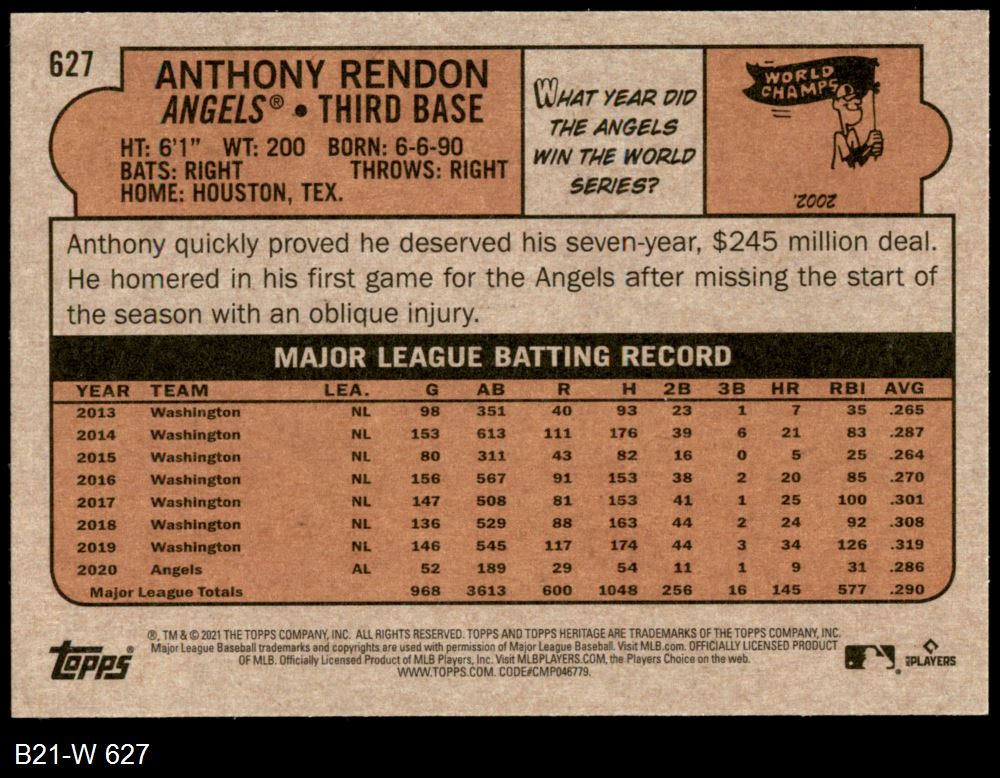 627
ANTHONY RENDON
ANGELS® • THIRD BASE
HT: 6'1" WT: 200 BORN: 6-6-90
BATS: RIGHT THROWS: RIGHT
HOME: HOUSTON, TEX.
WHAT YEAR DID
THE ANGELS
WIN THE WORLD
SERIES?
WORLD
CHAMPS
2002.
Anthony quickly proved he deserved his seven-year, $245 million deal.
He homered in his first game for the Angels after missing the start of
the season with an oblique injury.
MAJOR LEAGUE BATTING RECORD
YEAR TEAM LEA. G AB R H 2B 3B HR RBI AVG
2013 Washington NL 98 351 40 93 23 1 7 35 .265
2014 Washington NL 153 613 111 176 39 6 21 83 .287
2015 Washington NL 80 311 43 82 16 0 5 25 .264
2016 Washington NL 156 567 91 153 38 2 20 85 .270
2017 Washington NL 147 508 81 153 41 1 25 100 .301
2018 Washington NL 136 529 88 163 44 2 24 92 .308
2019 Washington NL 146 545 117 174 44 3 34 126 .319
2020 Angels AL 52 189 29 54 11 1 9 31 .286
Major League Totals 968 3613 600 1048 256 16 145 577 .290
®, TM & © 2021 THE TOPPS COMPANY, INC. ALL RIGHTS RESERVED. TOPPS AND TOPPS HERITAGE ARE TRADEMARKS OF THE TOPPS COMPANY, INC.
Major League Baseball trademarks and copyrights are used with permission of Major League Baseball. Visit MLB.com. OFFICIALLY LICENSED PRODUCT
OF MLB. Officially Licensed Product of MLB Players, Inc. Visit MLBPLAYERS.COM, the Players Choice on the web.
WWW.TOPPS.COM. CODE#CMP046779.
topps®
PLAYERS
B21-W 627